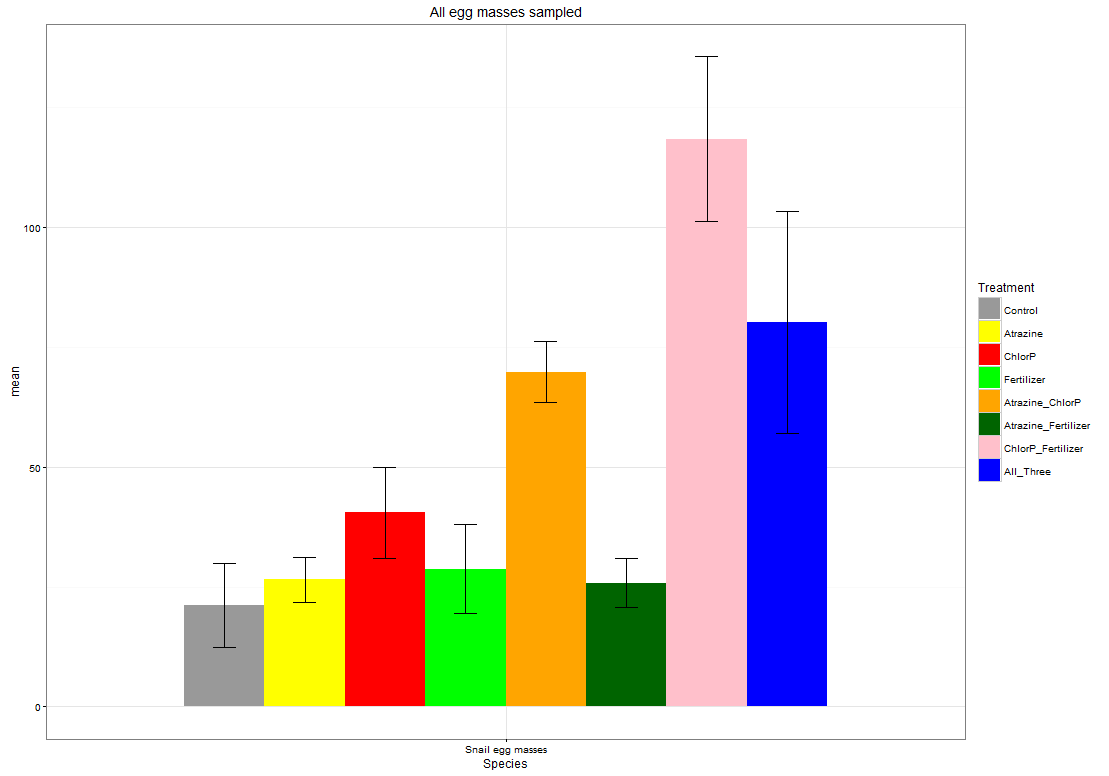 All egg masses sampled
mean
100
50
0
Snail egg masses
Species
Treatment
Control
Atrazine
ChlorP
Fertilizer
Atrazine_ChlorP
Atrazine_Fertilizer
ChlorP_Fertilizer
All_Three